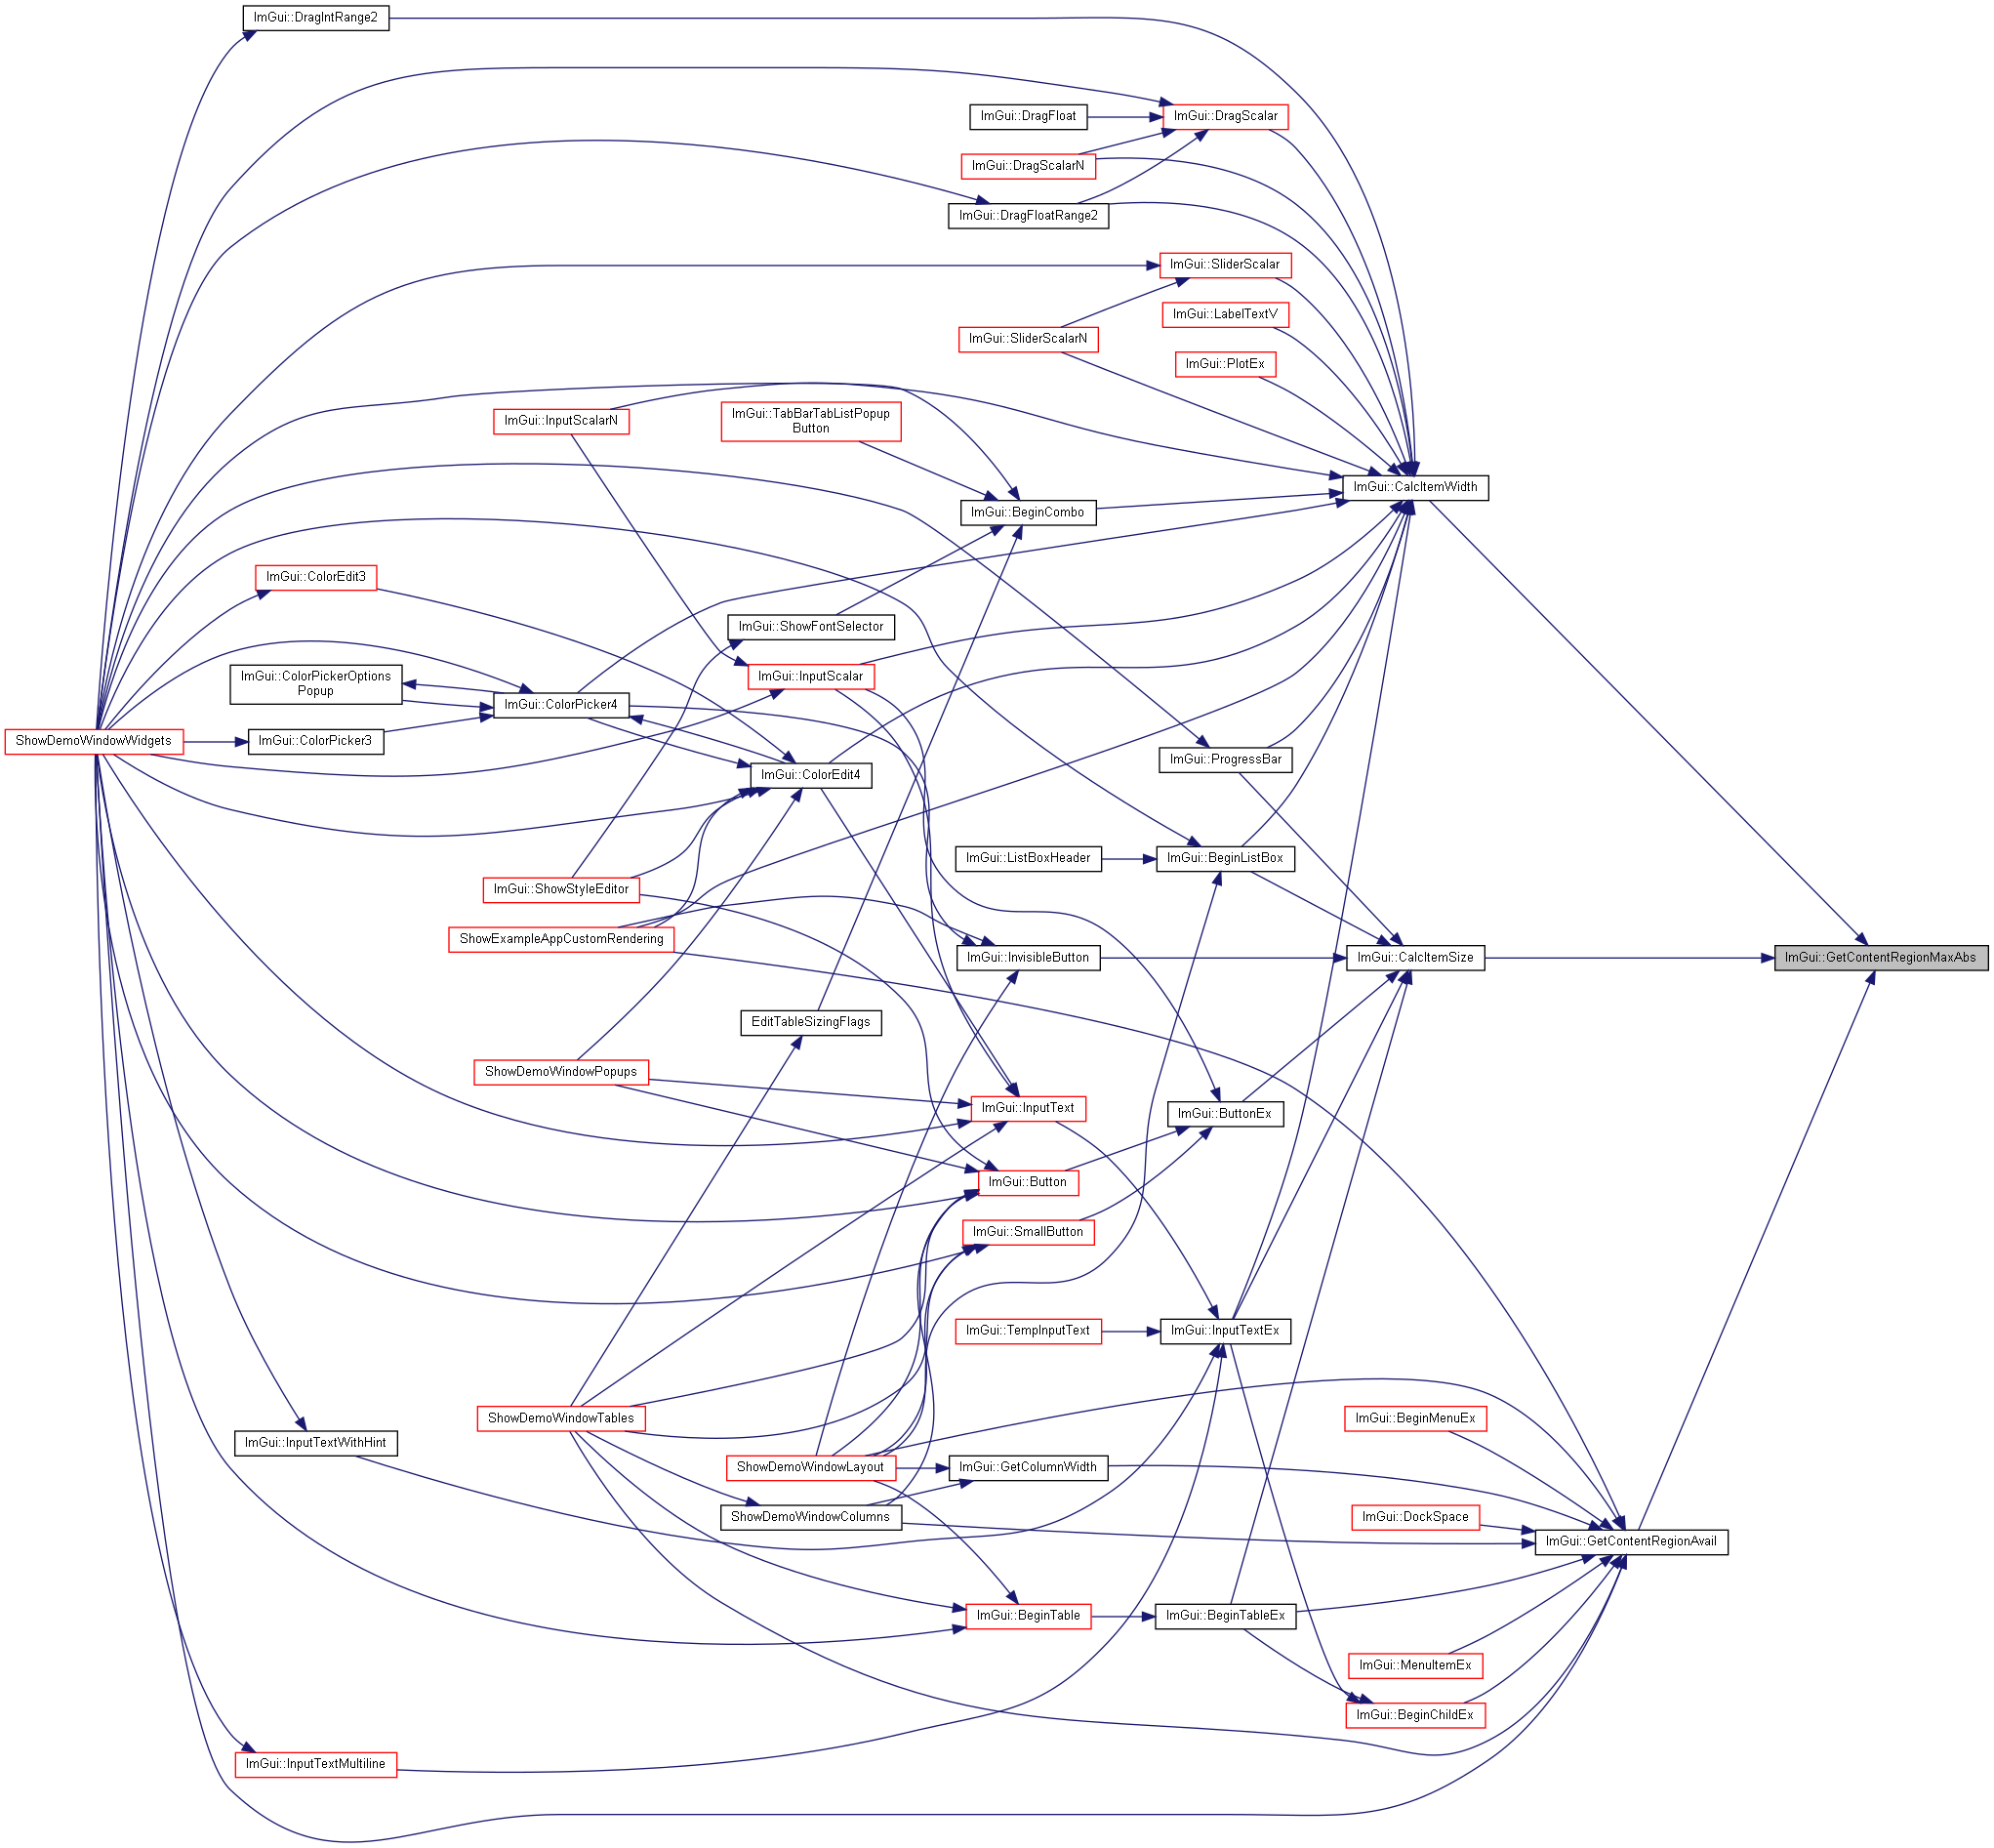 ImGui::DragIntRange2
ImGui::DragFloat
ImGui::DragScalar
ImGui::DragScalarN
ImGui::DragFloatRange2
ImGui::SliderScalar
ImGui::LabelTextV
ImGui::SliderScalarN
ImGui::PlotEx
ImGui::InputScalarN
ImGui::TabBarTabListPopup
Button
ImGui::CalcItemWidth
ImGui::BeginCombo
ImGui::ColorEdit3
ImGui::ShowFontSelector
ImGui::ColorPickerOptions
Popup
ImGui::InputScalar
ImGui::ColorPicker4
ShowDemoWindowWidgets
ImGui::ColorPicker3
ImGui::ProgressBar
ImGui::ColorEdit4
ImGui::ListBoxHeader
ImGui::BeginListBox
ImGui::ShowStyleEditor
ShowExampleAppCustomRendering
ImGui::InvisibleButton
ImGui::CalcItemSize
ImGui::GetContentRegionMaxAbs
EditTableSizingFlags
ShowDemoWindowPopups
ImGui::InputText
ImGui::ButtonEx
ImGui::Button
ImGui::SmallButton
ImGui::TempInputText
ImGui::InputTextEx
ShowDemoWindowTables
ImGui::BeginMenuEx
ImGui::InputTextWithHint
ShowDemoWindowLayout
ImGui::GetColumnWidth
ShowDemoWindowColumns
ImGui::DockSpace
ImGui::GetContentRegionAvail
ImGui::BeginTable
ImGui::BeginTableEx
ImGui::MenuItemEx
ImGui::BeginChildEx
ImGui::InputTextMultiline